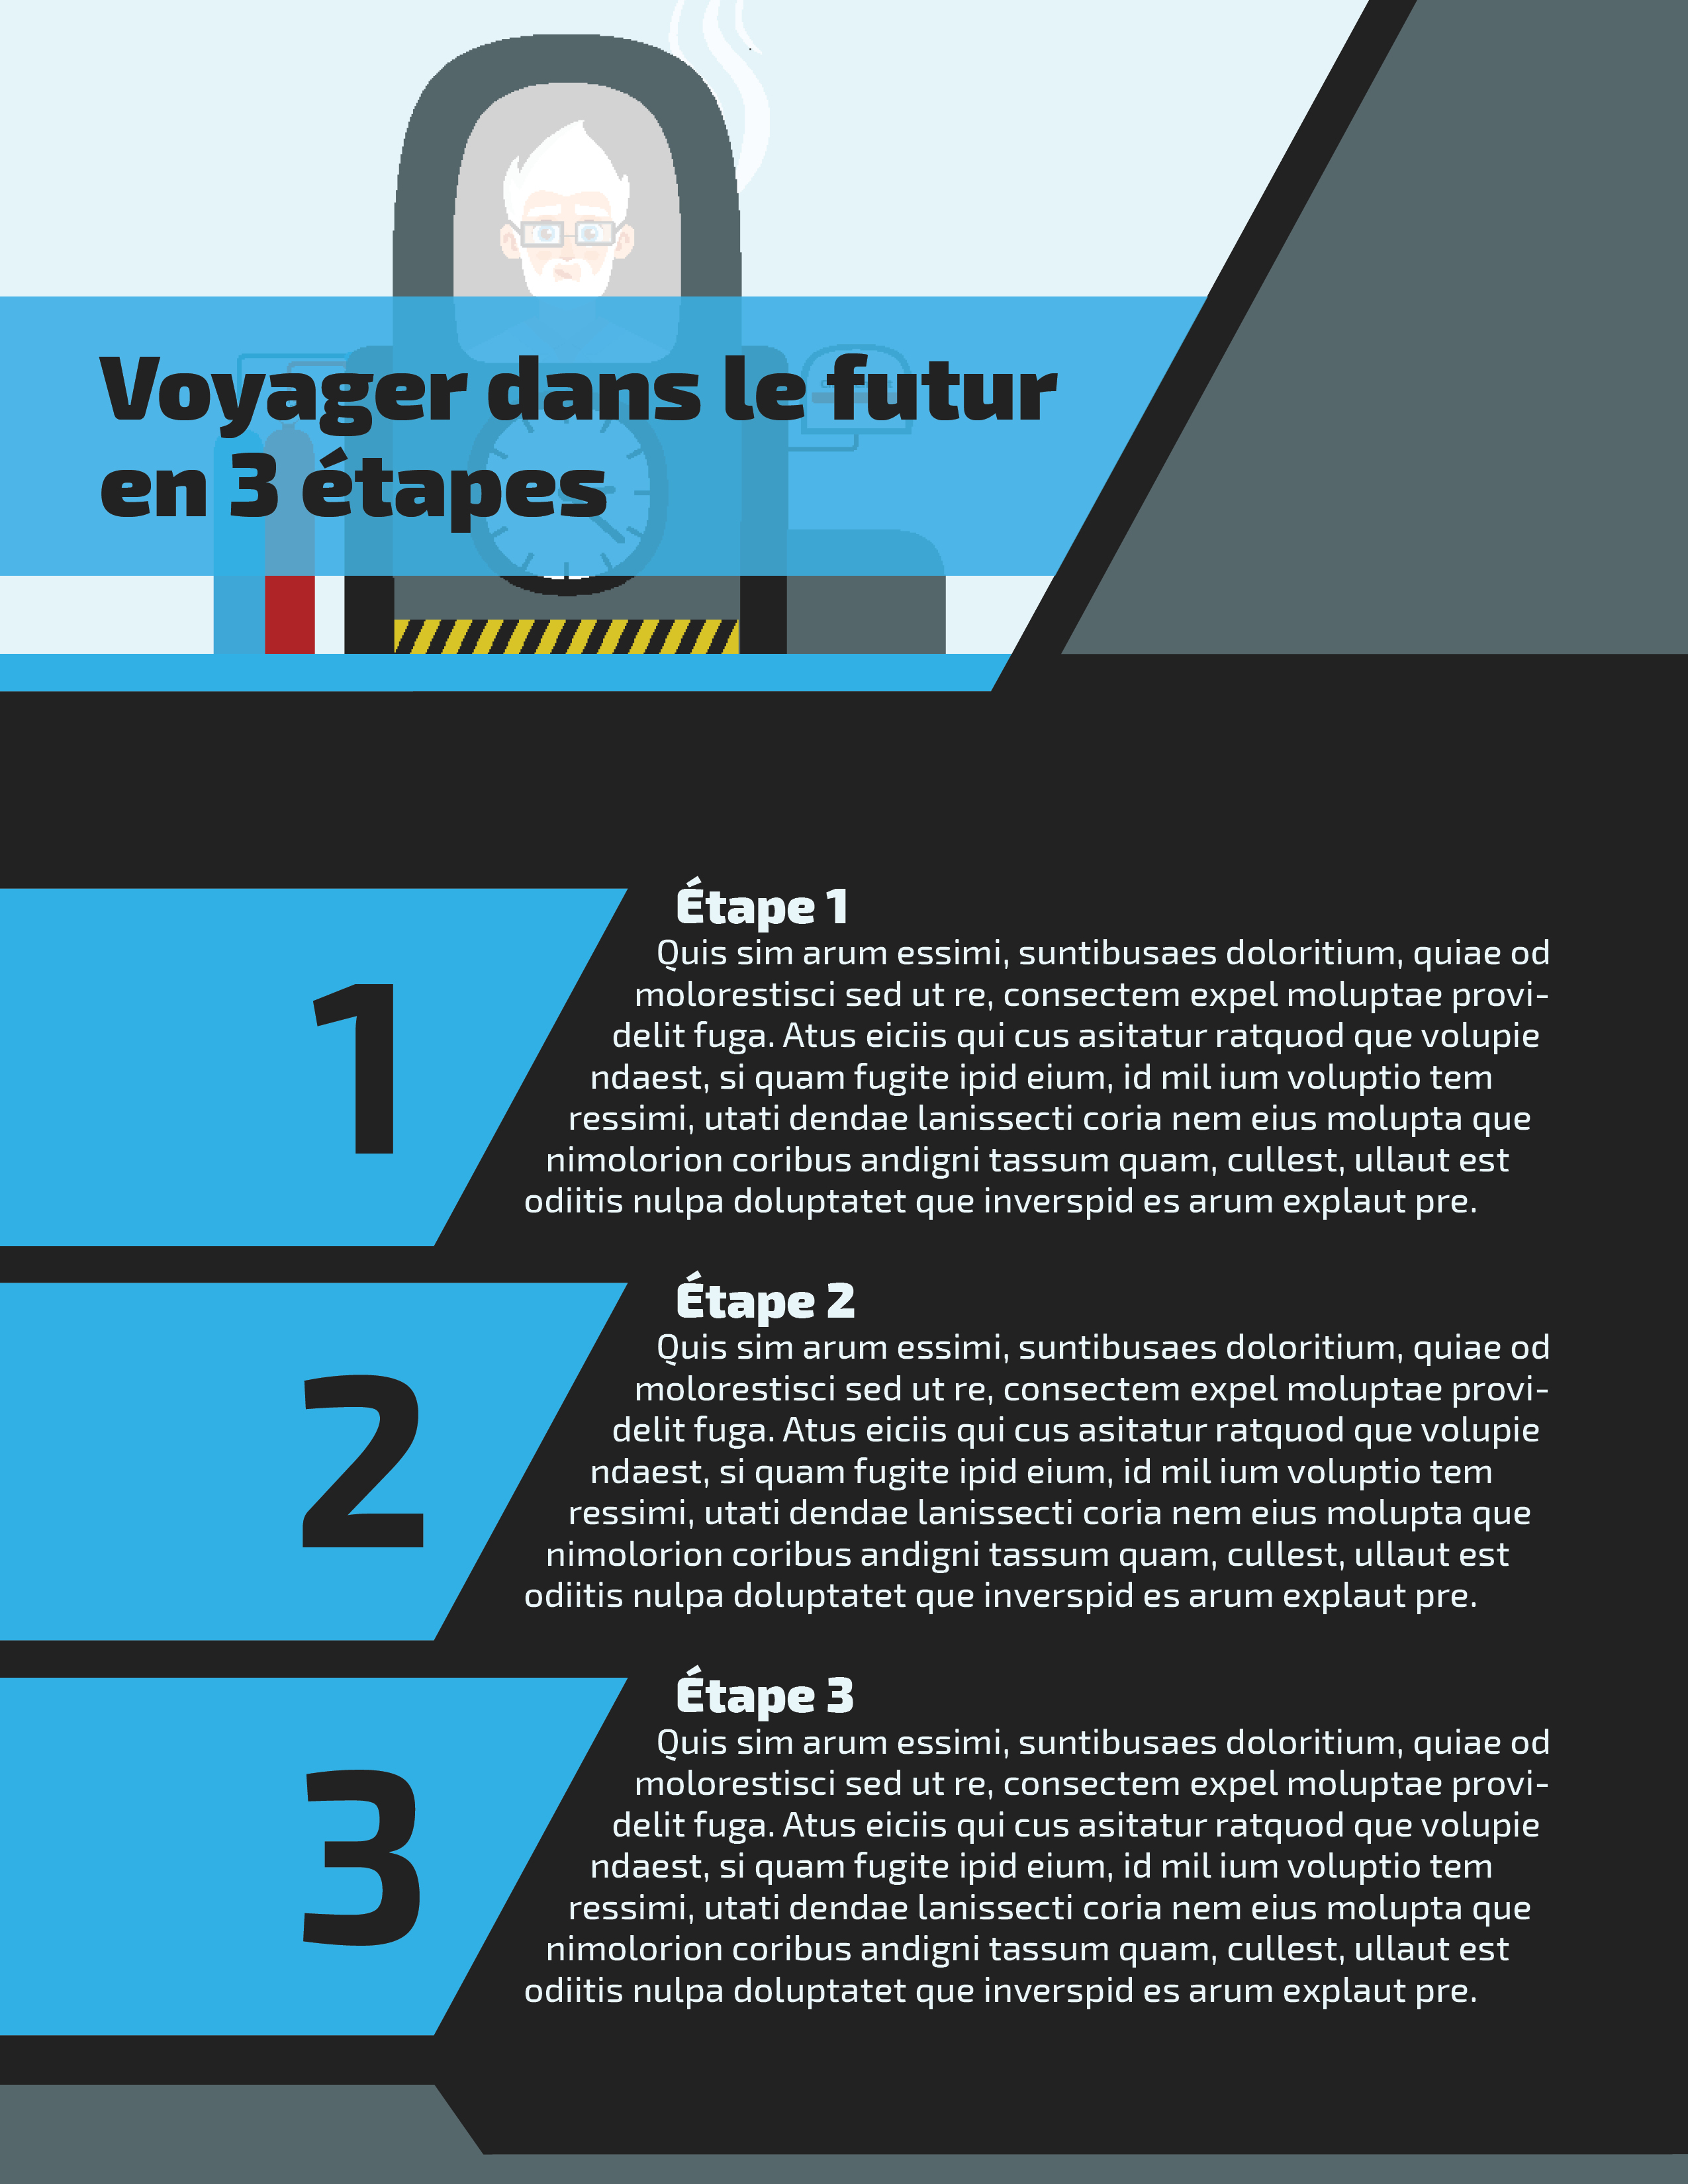 Voyager dans le futur
en 3 étapes
1
Étape 1
Quis sim arum essimi, suntibusaes doloritium, quiae od
molorestisci sed ut re, consectem expel moluptae provi-
delit fuga. Atus eiciis qui cus asitatur ratquod que volupie
ndaest, si quam fugite ipid eium, id mil ium voluptio tem
ressimi, utati dendae lanissecti coria nem eius molupta que
nimolorion coribus andigni tassum quam, cullest, ullaut est
odiitis nulpa doluptatet que inverspid es arum explaut pre.
2
Étape 2
Quis sim arum essimi, suntibusaes doloritium, quiae od
molorestisci sed ut re, consectem expel moluptae provi-
delit fuga. Atus eiciis qui cus asitatur ratquod que volupie
ndaest, si quam fugite ipid eium, id mil ium voluptio tem
ressimi, utati dendae lanissecti coria nem eius molupta que
nimolorion coribus andigni tassum quam, cullest, ullaut est
odiitis nulpa doluptatet que inverspid es arum explaut pre.
3
Étape 3
Quis sim arum essimi, suntibusaes doloritium, quiae od
molorestisci sed ut re, consectem expel moluptae provi-
delit fuga. Atus eiciis qui cus asitatur ratquod que volupie
ndaest, si quam fugite ipid eium, id mil ium voluptio tem
ressimi, utati dendae lanissecti coria nem eius molupta que
nimolorion coribus andigni tassum quam, cullest, ullaut est
odiitis nulpa doluptatet que inverspid es arum explaut pre.